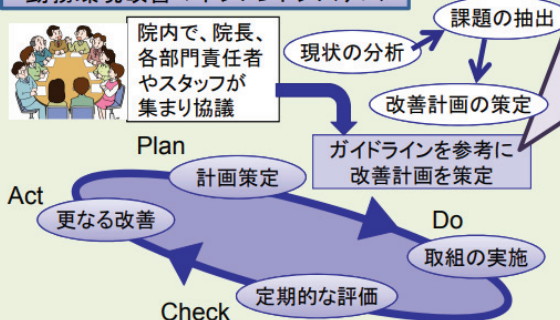 院内で、院長、
各部門責任者
やスタッフが
集まり協議
現状の分析
課題の抽出
改善計画の策定
ガイドラインを参考に
改善計画を策定
Plan
計画策定
Act
更なる改善
Do
取組の実施
定期的な評価
Check